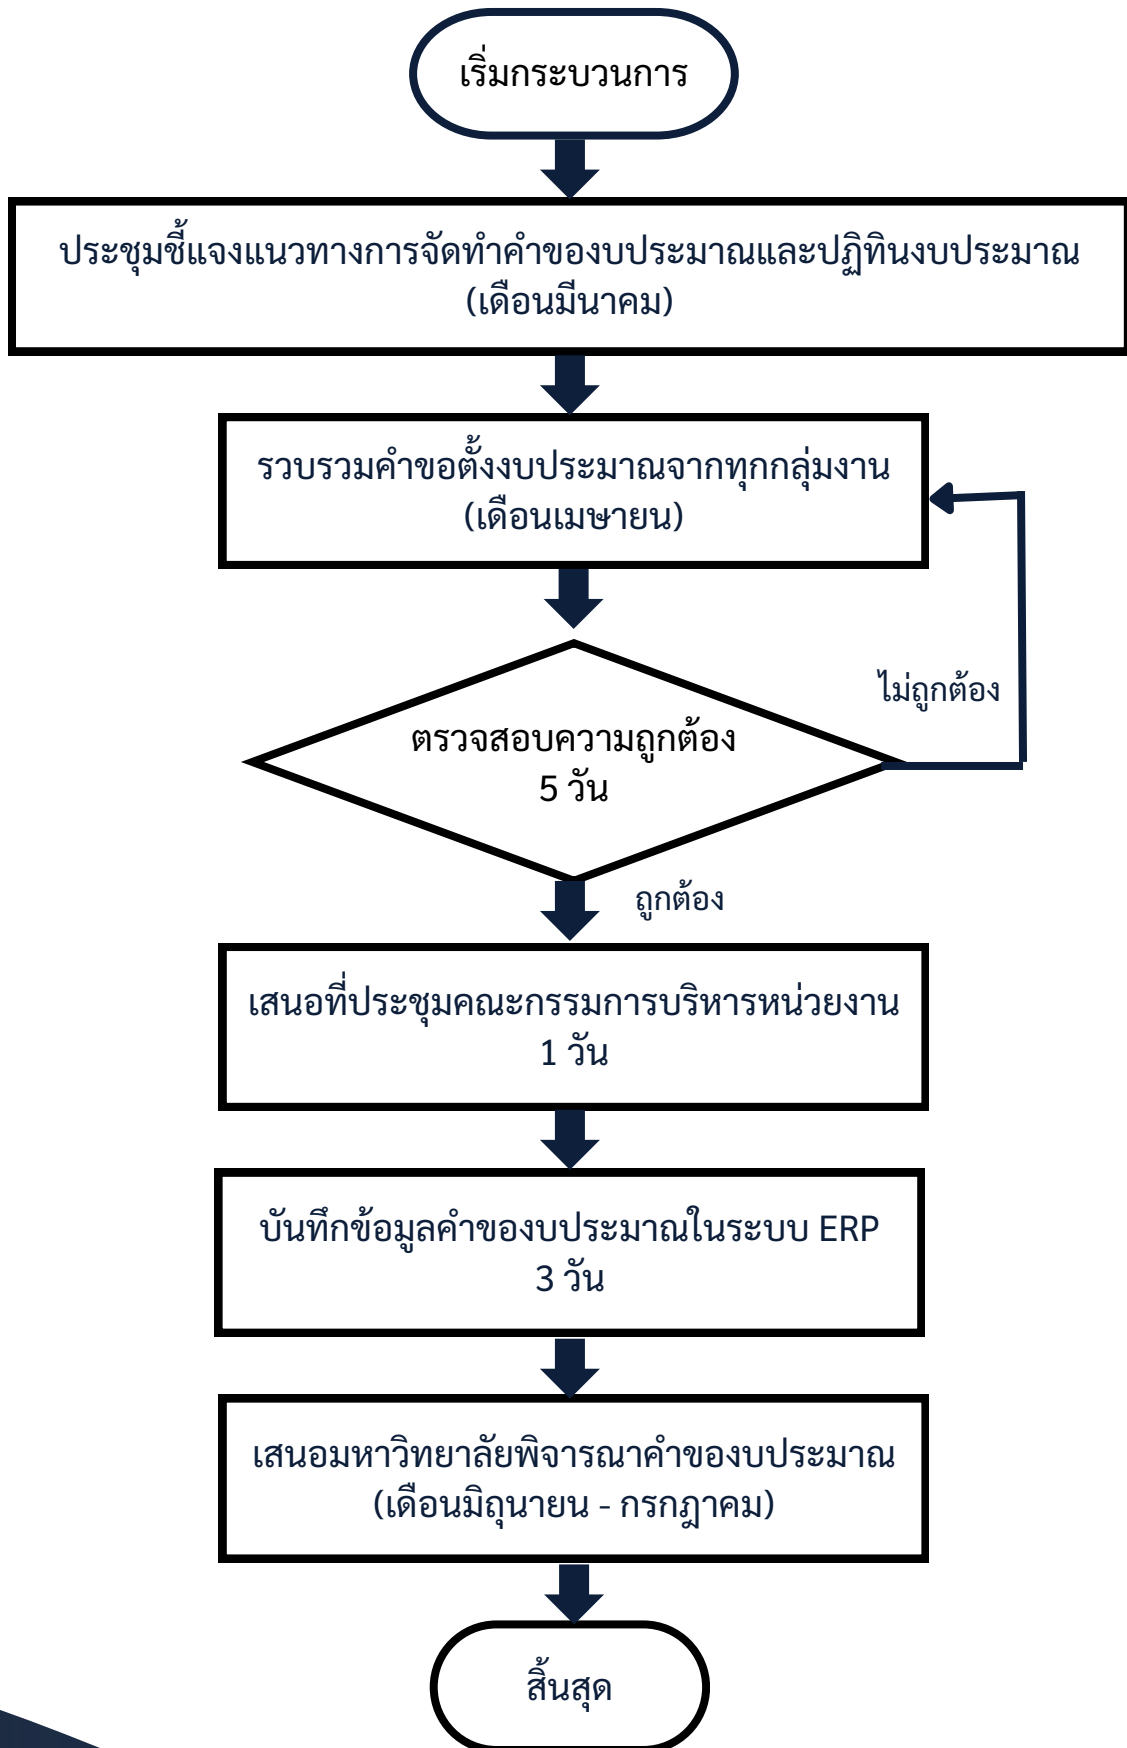 เริ่มกระบวนการ
ประชุมชี้แจงแนวทางการจัดทำคำของบประมาณและปฏิทินงบประมาณ
(เดือนมีนาคม)
รวบรวมคำขอตั้งงบประมาณจากทุกกลุ่มงาน
(เดือนเมษายน)
ไม่ถูกต้อง
ตรวจสอบความถูกต้อง
5 วัน
ถูกต้อง
เสนอที่ประชุมคณะกรรมการบริหารหน่วยงาน
1 วัน
บันทึกข้อมูลคำของบประมาณในระบบ ERP
3 วัน
เสนอมหาวิทยาลัยพิจารณาคำของบประมาณ
(เดือนมิถุนายน - กรกฎาคม)
สิ้นสุด